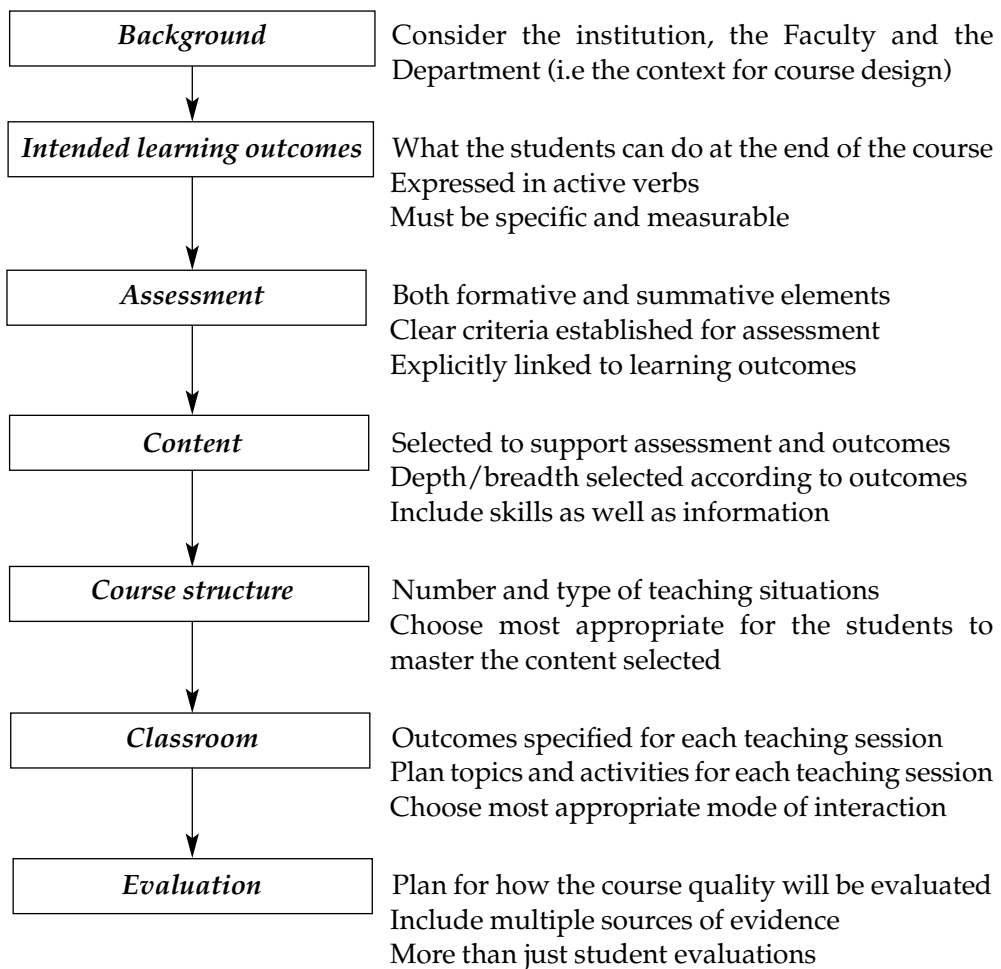 Background
Consider the institution, the Faculty and the
Department (i.e the context for course design)
Intended learning outcomes
What the students can do at the end of the course
Expressed in active verbs
Must be specific and measurable
Assessment
Both formative and summative elements
Clear criteria established for assessment
Explicitly linked to learning outcomes
Content
Selected to support assessment and outcomes
Depth/breadth selected according to outcomes
Include skills as well as information
Course structure
Number and type of teaching situations
Choose most appropriate for the students to
master the content selected
Classroom
Outcomes specified for each teaching session
Plan topics and activities for each teaching session
Choose most appropriate mode of interaction
Evaluation
Plan for how the course quality will be evaluated
Include multiple sources of evidence
More than just student evaluations